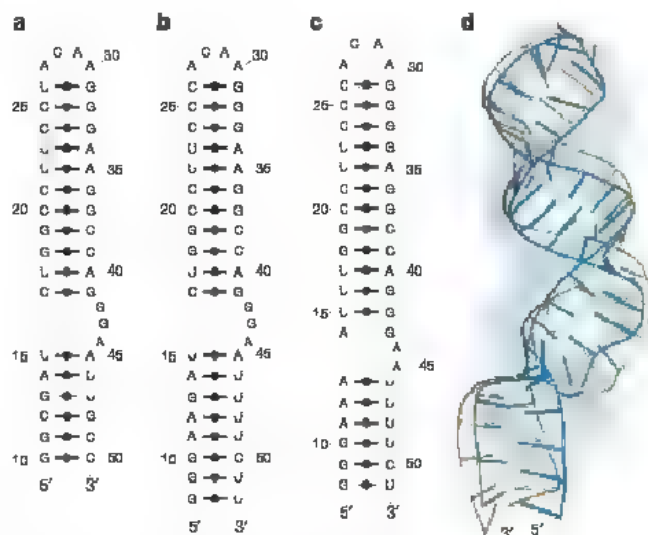 a
G A
A A 30
U G
25 C G
C G
U A
U A 35
C G
20 C G
G C
G C
U A 40
C G
G
G
A
15 U A 45
A U
G U
C G
G C
10 G C 50
5′ 3′
b
G A
A A 30
C G
25 C G
C G
U A
U A 35
C G
20 C G
G C
G C
U A 40
C G
G
G
A
15 U A 45
A U
G U
A U
A U
10 G C 50
G U
G U
5′ 3′
c
G A
A A 30
C G
25 C G
C G
U G
U A 35
C G
20 C G
G C
G C
U A 40
U G
15 U G
A G
A
A 45
A U
A U
A U
10 G U
G C 50
G U
5′ 3′
d
3′ 5′